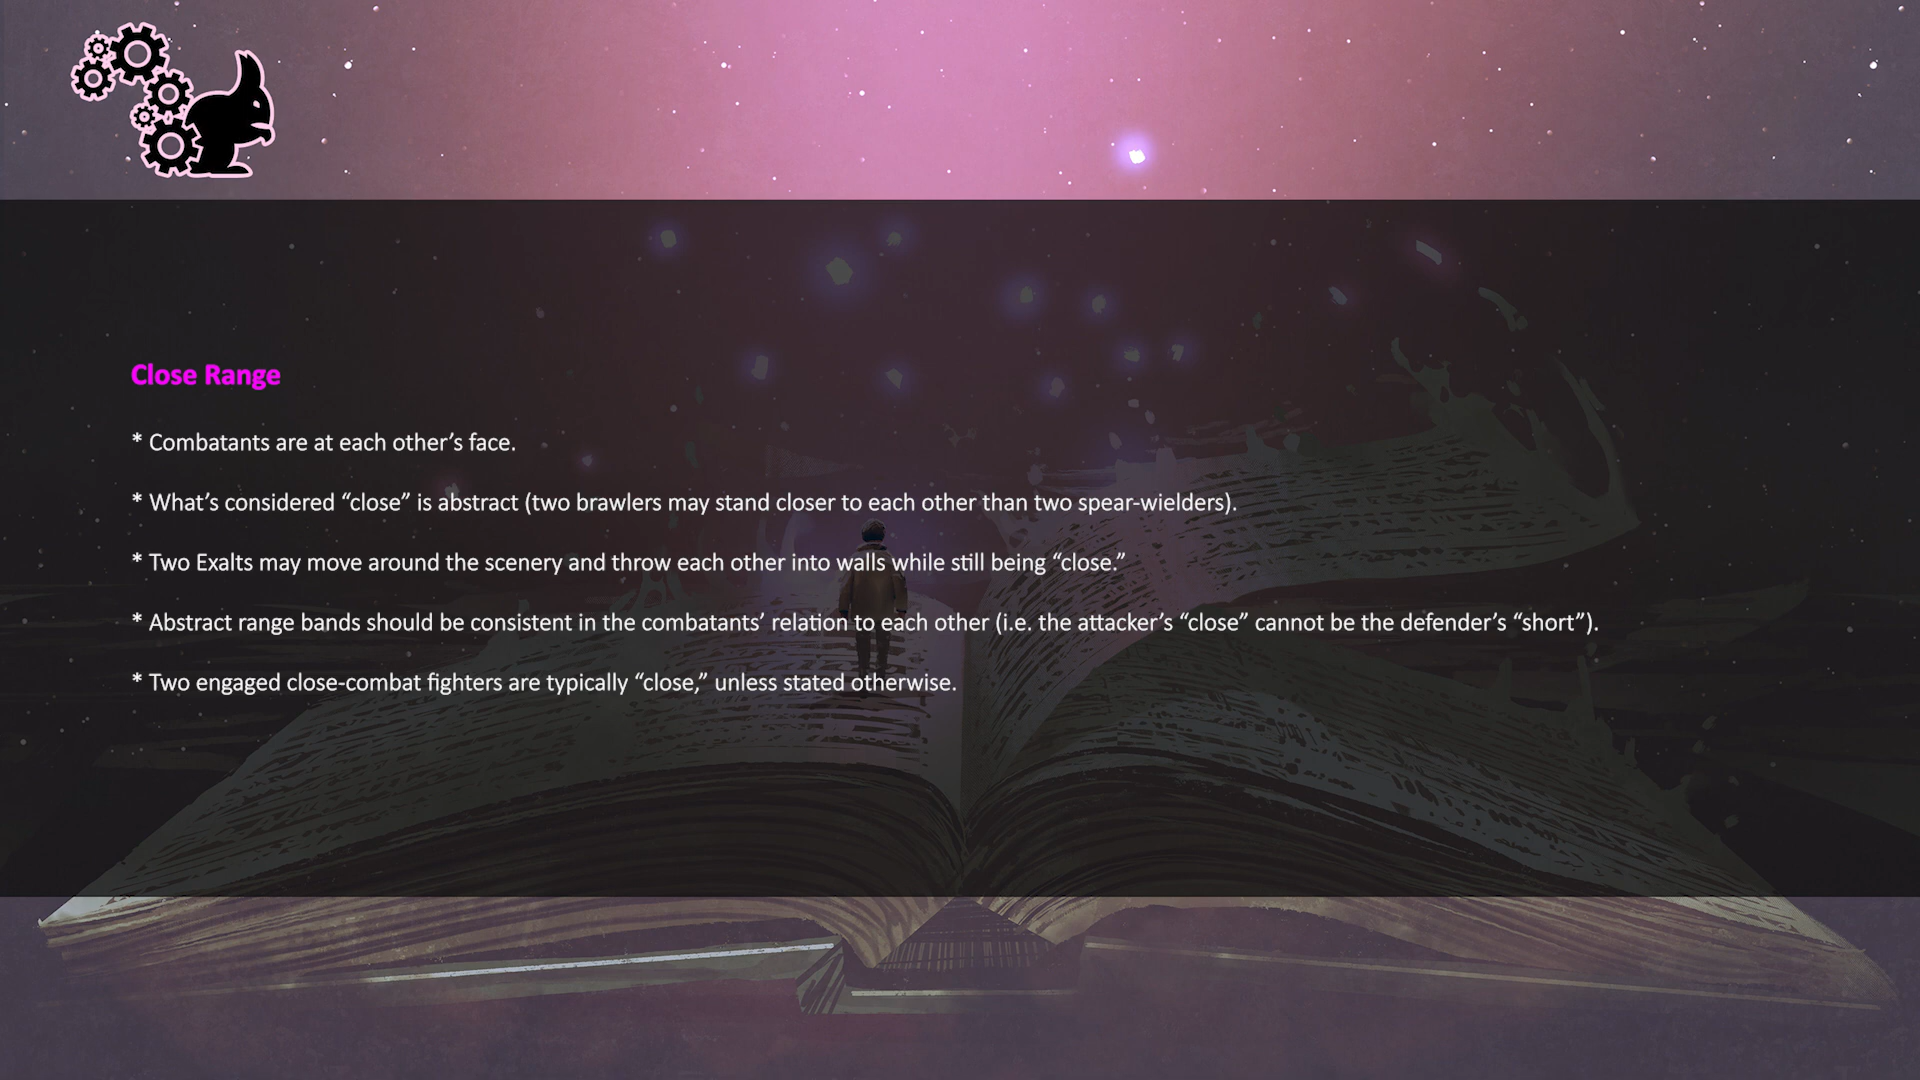 Close Range
* Combatants are at each other’s face.
* What’s considered “close” is abstract (two brawlers may stand closer to each other than two spear-wielders).
* Two Exalts may move around the scenery and throw each other into walls while still being “close.”
* Abstract range bands should be consistent in the combatants’ relation to each other (i.e. the attacker’s “close” cannot be the defender’s “short”).
* Two engaged close-combat fighters are typically “close,” unless stated otherwise.